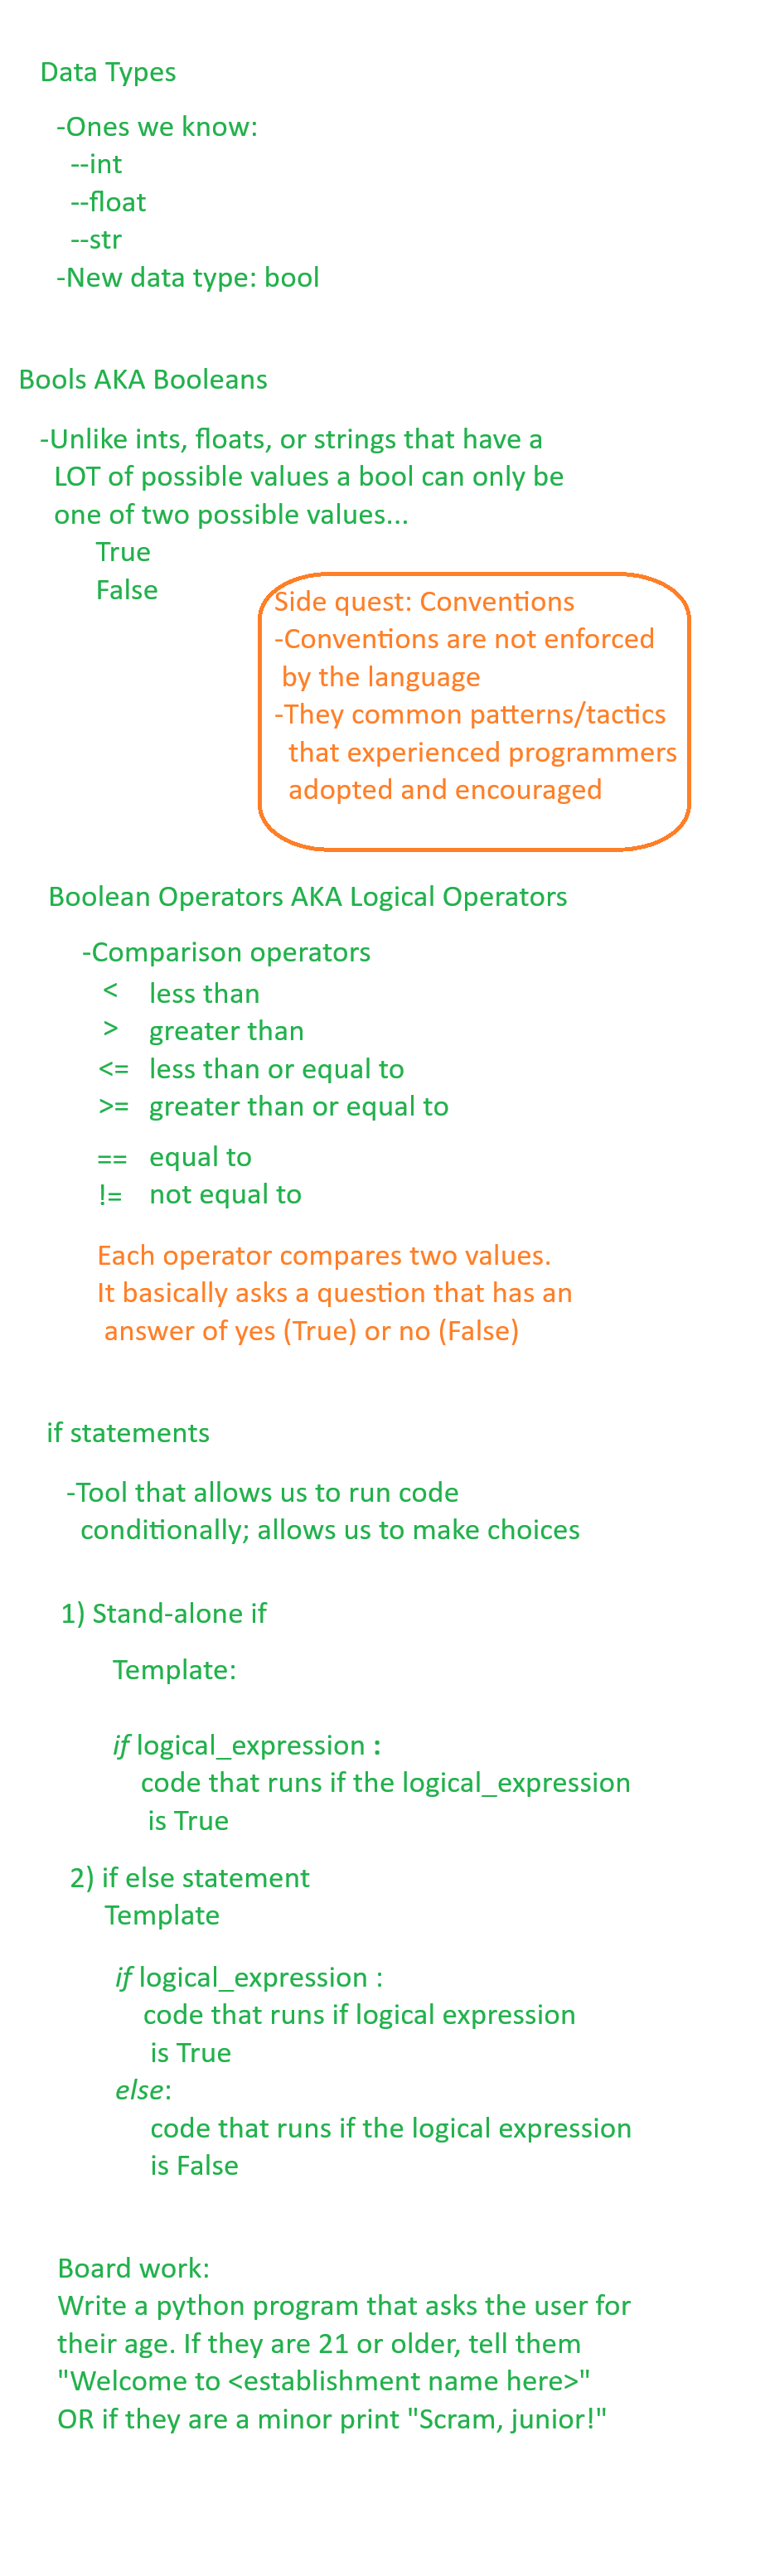 Data Types
-Ones we know:
--int
--float
--str
-New data type: bool
Bools AKA Booleans
-Unlike ints, floats, or strings that have a
LOT of possible values a bool can only be
one of two possible values...
True
False
Side quest: Conventions
-Conventions are not enforced
by the language
-They common patterns/tactics
that experienced programmers
adopted and encouraged
Boolean Operators AKA Logical Operators
-Comparison operators
< less than
> greater than
<= less than or equal to
>= greater than or equal to
== equal to
!= not equal to
Each operator compares two values.
It basically asks a question that has an
answer of yes (True) or no (False)
if statements
-Tool that allows us to run code
conditionally; allows us to make choices
1) Stand-alone if
Template:
if logical_expression :
code that runs if the logical_expression
is True
2) if else statement
Template
if logical_expression :
code that runs if logical expression
is True
else:
code that runs if the logical expression
is False
Board work:
Write a python program that asks the user for
their age. If they are 21 or older, tell them
"Welcome to <establishment name here>"
OR if they are a minor print "Scram, junior!"